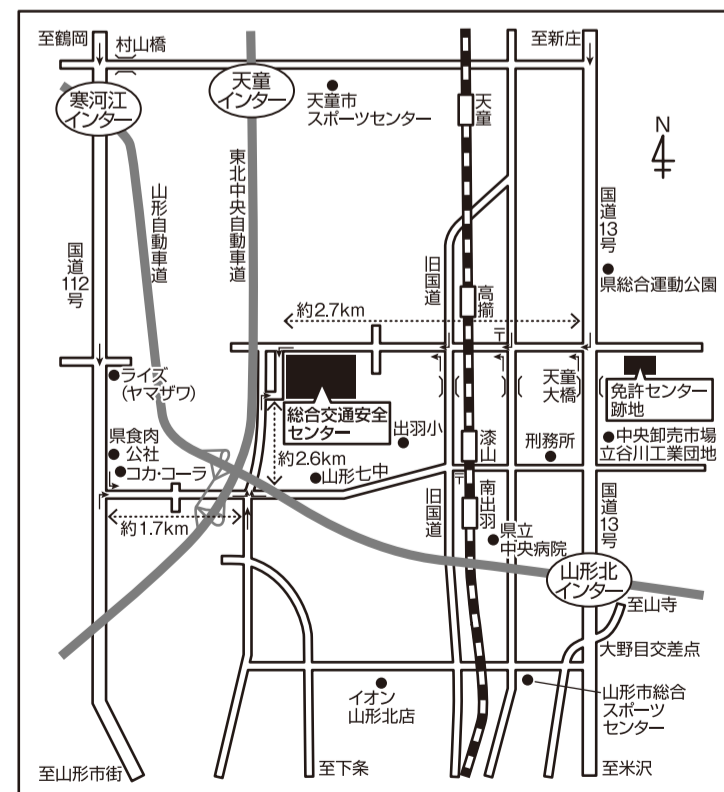 至鶴岡
村山橋
至新庄
寒河江
インター
天童
インター
天童市
スポーツセンター
天童
N
山形自動車道
東北中央自動車道
国道112号
旧国道
国道13号
県総合運動公園
高擶
約2.7km
〒
ライズ
(ヤマザワ)
総合交通安全
センター
天童
大橋
免許センター
跡地
県食肉
公社
コカ・コーラ
出羽小
漆山
刑務所
中央卸売市場
立谷川工業団地
約2.6km
山形七中
〒
約1.7km
旧国道
南出羽
県立
中央病院
国道13号
山形北
インター
至山寺
大野目交差点
イオン
山形北店
山形市総合
スポーツ
センター
至山形市街
至下条
至米沢